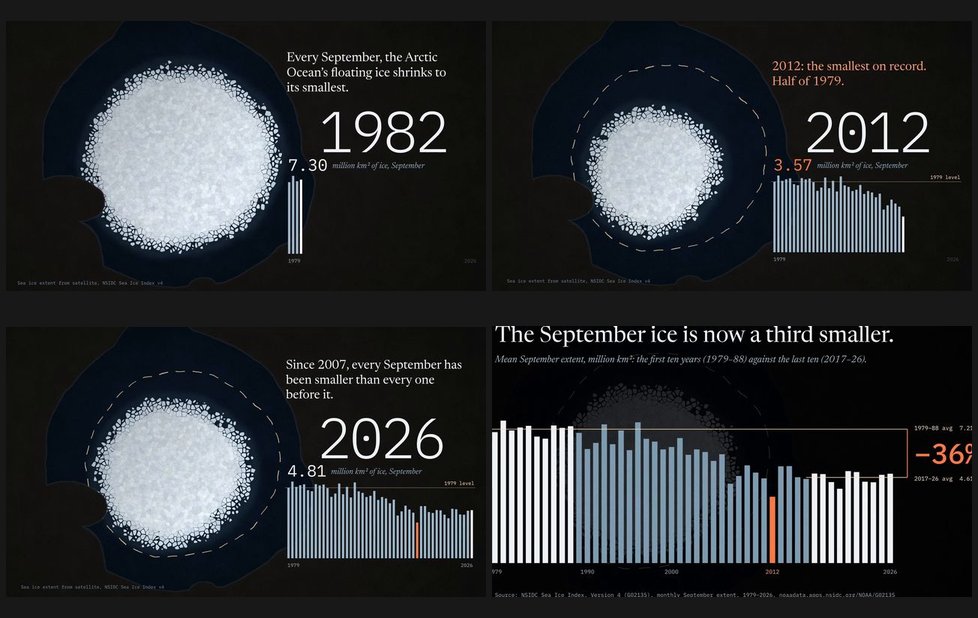 Every September, the Arctic
Ocean's floating ice shrinks to
its smallest.
1982
7.30 million km² of ice, September
1979
2026
Sea ice extent from satellite, NSIDC Sea Ice Index v4
2012: the smallest on record.
Half of 1979.
2012
3.57 million km² of ice, September
1979 level
1979
2026
Sea ice extent from satellite, NSIDC Sea Ice Index v4
Since 2007, every September has
been smaller than every one
before it.
2026
4.81 million km² of ice, September
1979 level
1979
2026
Sea ice extent from satellite, NSIDC Sea Ice Index v4
The September ice is now a third smaller.
Mean September extent, million km²: the first ten years (1979–88) against the last ten (2017–26).
1979–88 avg 7.21
−36%
2017–26 avg 4.61
979
1990
2000
2012
2026
Source: NSIDC Sea Ice Index, Version 4 (G02135), monthly September extent, 1979–2026. noaadata.apps.nsidc.org/NOAA/G02135